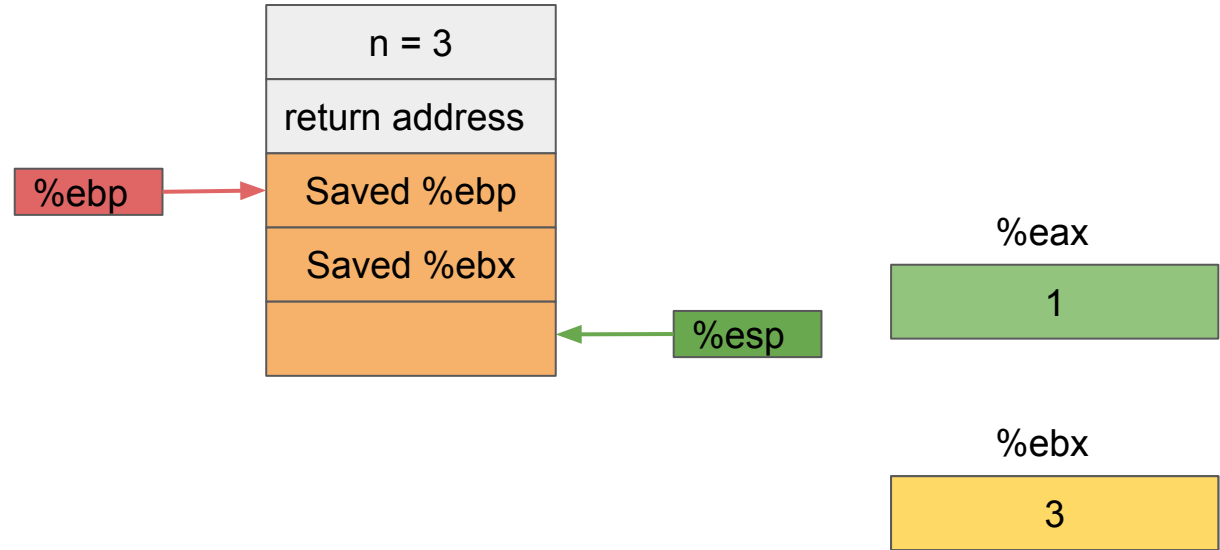 n = 3
return address
%ebp
Saved %ebp
Saved %ebx
%eax
1
%esp
%ebx
3